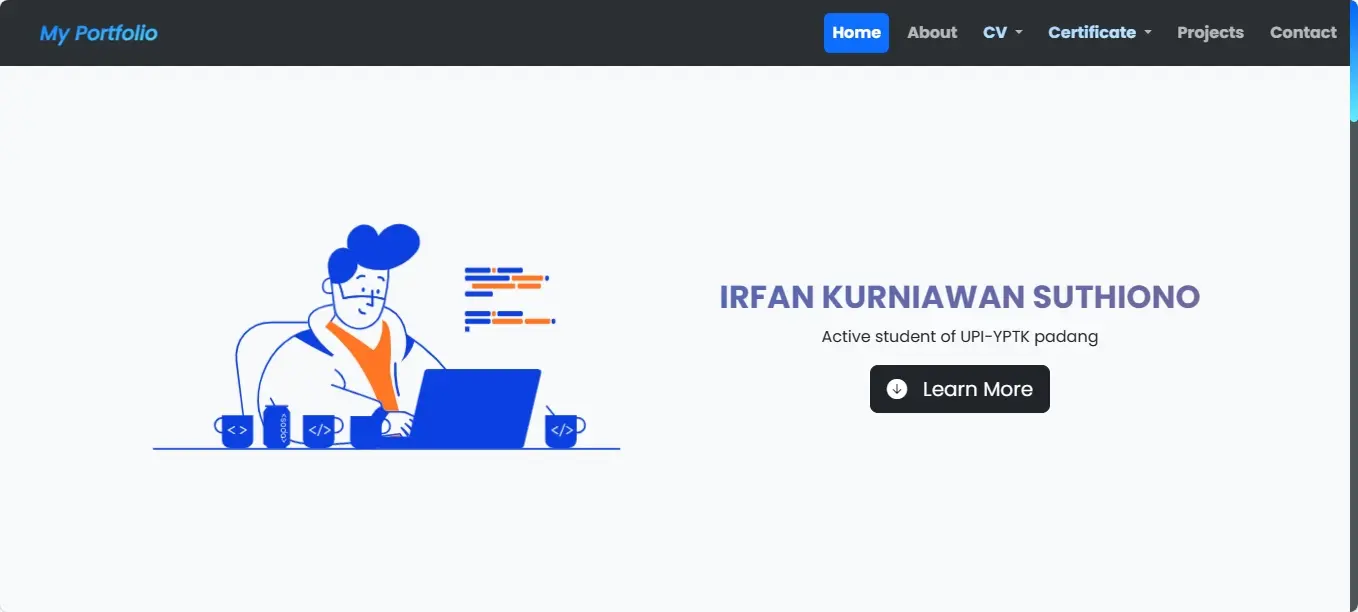 My Portfolio
Home About CV Certificate Projects Contact
IRFAN KURNIAWAN SUTHIONO
Active student of UPI-YPTK padang
Learn More
< > </> </>